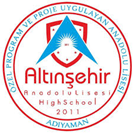 ÖZEL PROGRAM VE PROJE UYGULAYAN ANADOLU LİSESİ
Altınşehir
Anadolu Lisesi
HighSchool
2011
ADIYAMAN